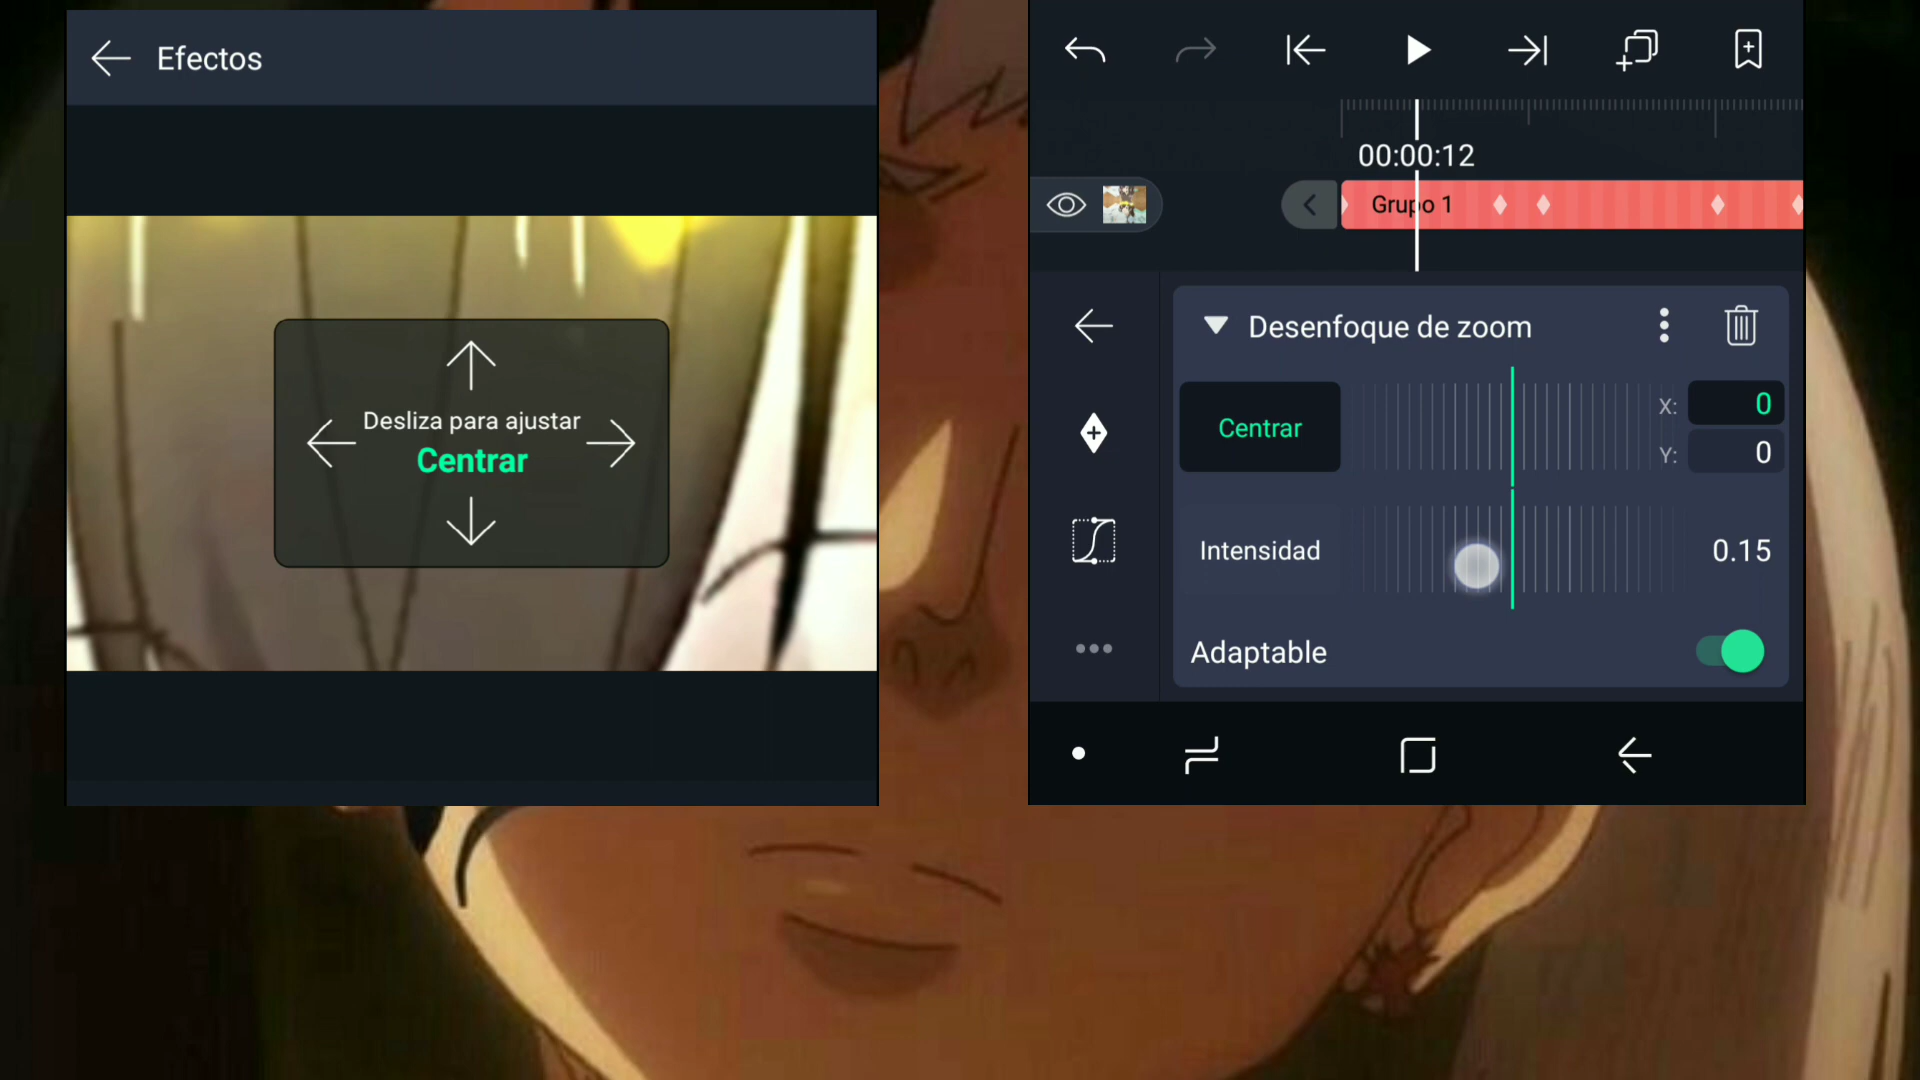 Efectos
Desliza para ajustar
Centrar
00:00:12
Grupo 1
Desenfoque de zoom
Centrar
X: 0
Y: 0
Intensidad 0.15
Adaptable